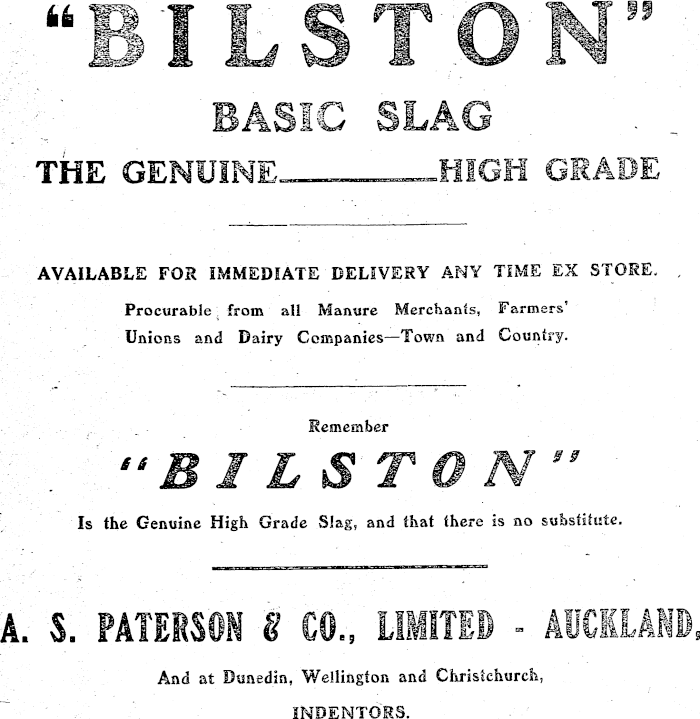 “BILSTON”
BASIC SLAG
THE GENUINE HIGH GRADE
AVAILABLE FOR IMMEDIATE DELIVERY ANY TIME EX STORE.
Procurable from all Manure Merchants, Farmers'
Unions and Dairy Companies—Town and Country.
Remember
“BILSTON”
Is the Genuine High Grade Slag, and that there is no substitute.
A. S. PATERSON & CO., LIMITED - AUCKLAND,
And at Dunedin, Wellington and Christchurch,
INDENTORS.